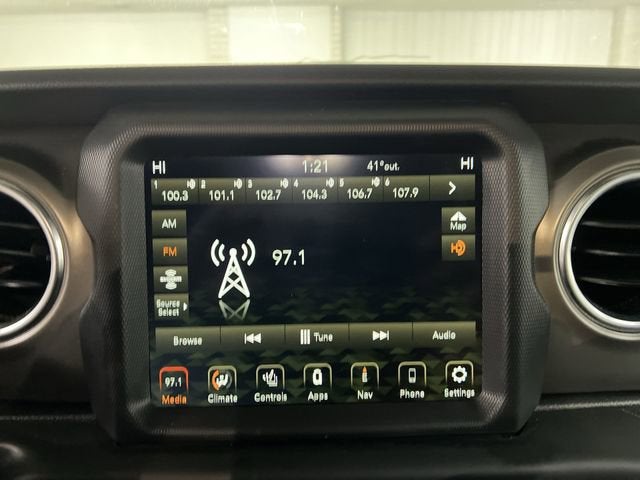 HI 1:21 41° out. HI
1 2 3 4 5 6
100.3 101.1 102.7 104.3 106.7 107.9
AM
Map
FM
97.1
Source Select
Browse Tune Audio
97.1
Media Climate Controls Apps Nav Phone Settings